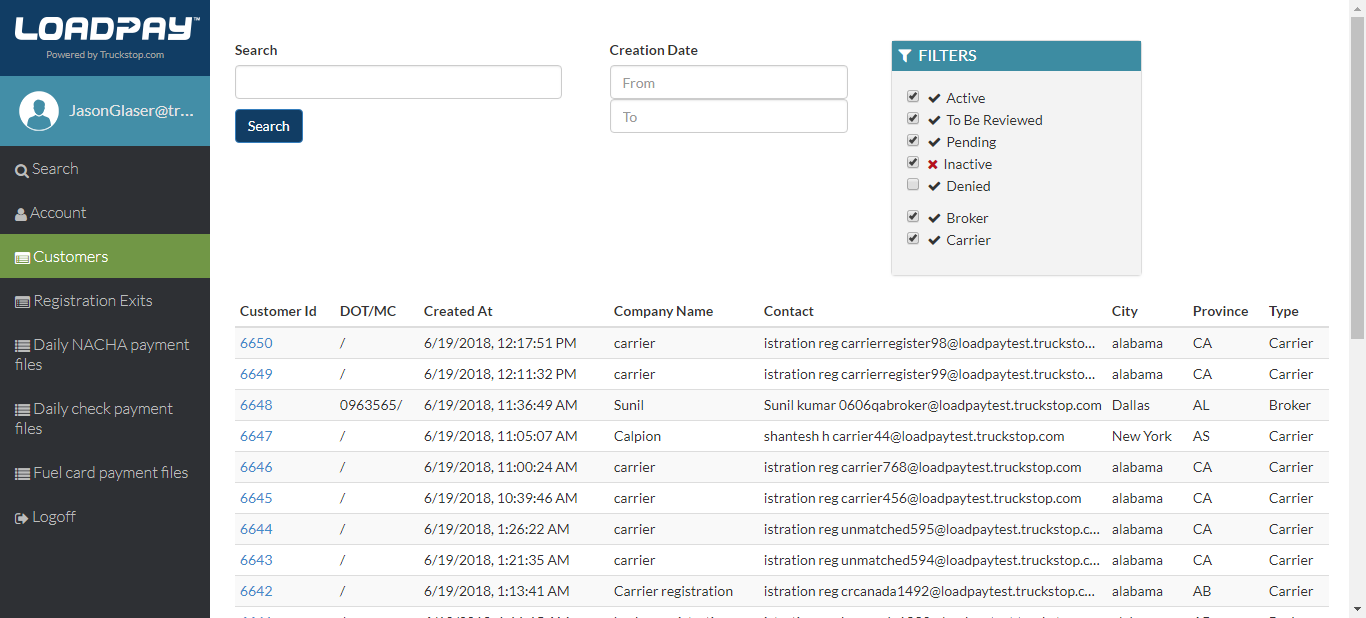 LOADPAY™
Powered by Truckstop.com
JasonGlaser@tr...
Search
Account
Customers
Registration Exits
Daily NACHA payment
files
Daily check payment
files
Fuel card payment files
Logoff
Search
Search
Creation Date
From
To
FILTERS
Active
To Be Reviewed
Pending
Inactive
Denied
Broker
Carrier
Customer Id DOT/MC Created At Company Name Contact City Province Type
6650 / 6/19/2018, 12:17:51 PM carrier istration reg carrierregister98@loadpaytest.trucksto... alabama CA Carrier
6649 / 6/19/2018, 12:11:32 PM carrier istration reg carrierregister99@loadpaytest.trucksto... alabama CA Carrier
6648 0963565/ 6/19/2018, 11:36:49 AM Sunil Sunil kumar 0606qabroker@loadpaytest.truckstop.com Dallas AL Broker
6647 / 6/19/2018, 11:05:07 AM Calpion shantesh h carrier44@loadpaytest.truckstop.com New York AS Carrier
6646 / 6/19/2018, 11:00:24 AM carrier istration reg carrier768@loadpaytest.truckstop.com alabama CA Carrier
6645 / 6/19/2018, 10:39:46 AM carrier istration reg carrier456@loadpaytest.truckstop.com alabama CA Carrier
6644 / 6/19/2018, 1:26:22 AM carrier istration reg unmatched595@loadpaytest.truckstop.c... alabama CA Carrier
6643 / 6/19/2018, 1:21:35 AM carrier istration reg unmatched594@loadpaytest.truckstop.c... alabama CA Carrier
6642 / 6/19/2018, 1:13:41 AM Carrier registration istration reg crcanada1492@loadpaytest.truckstop.com... alabama AB Carrier